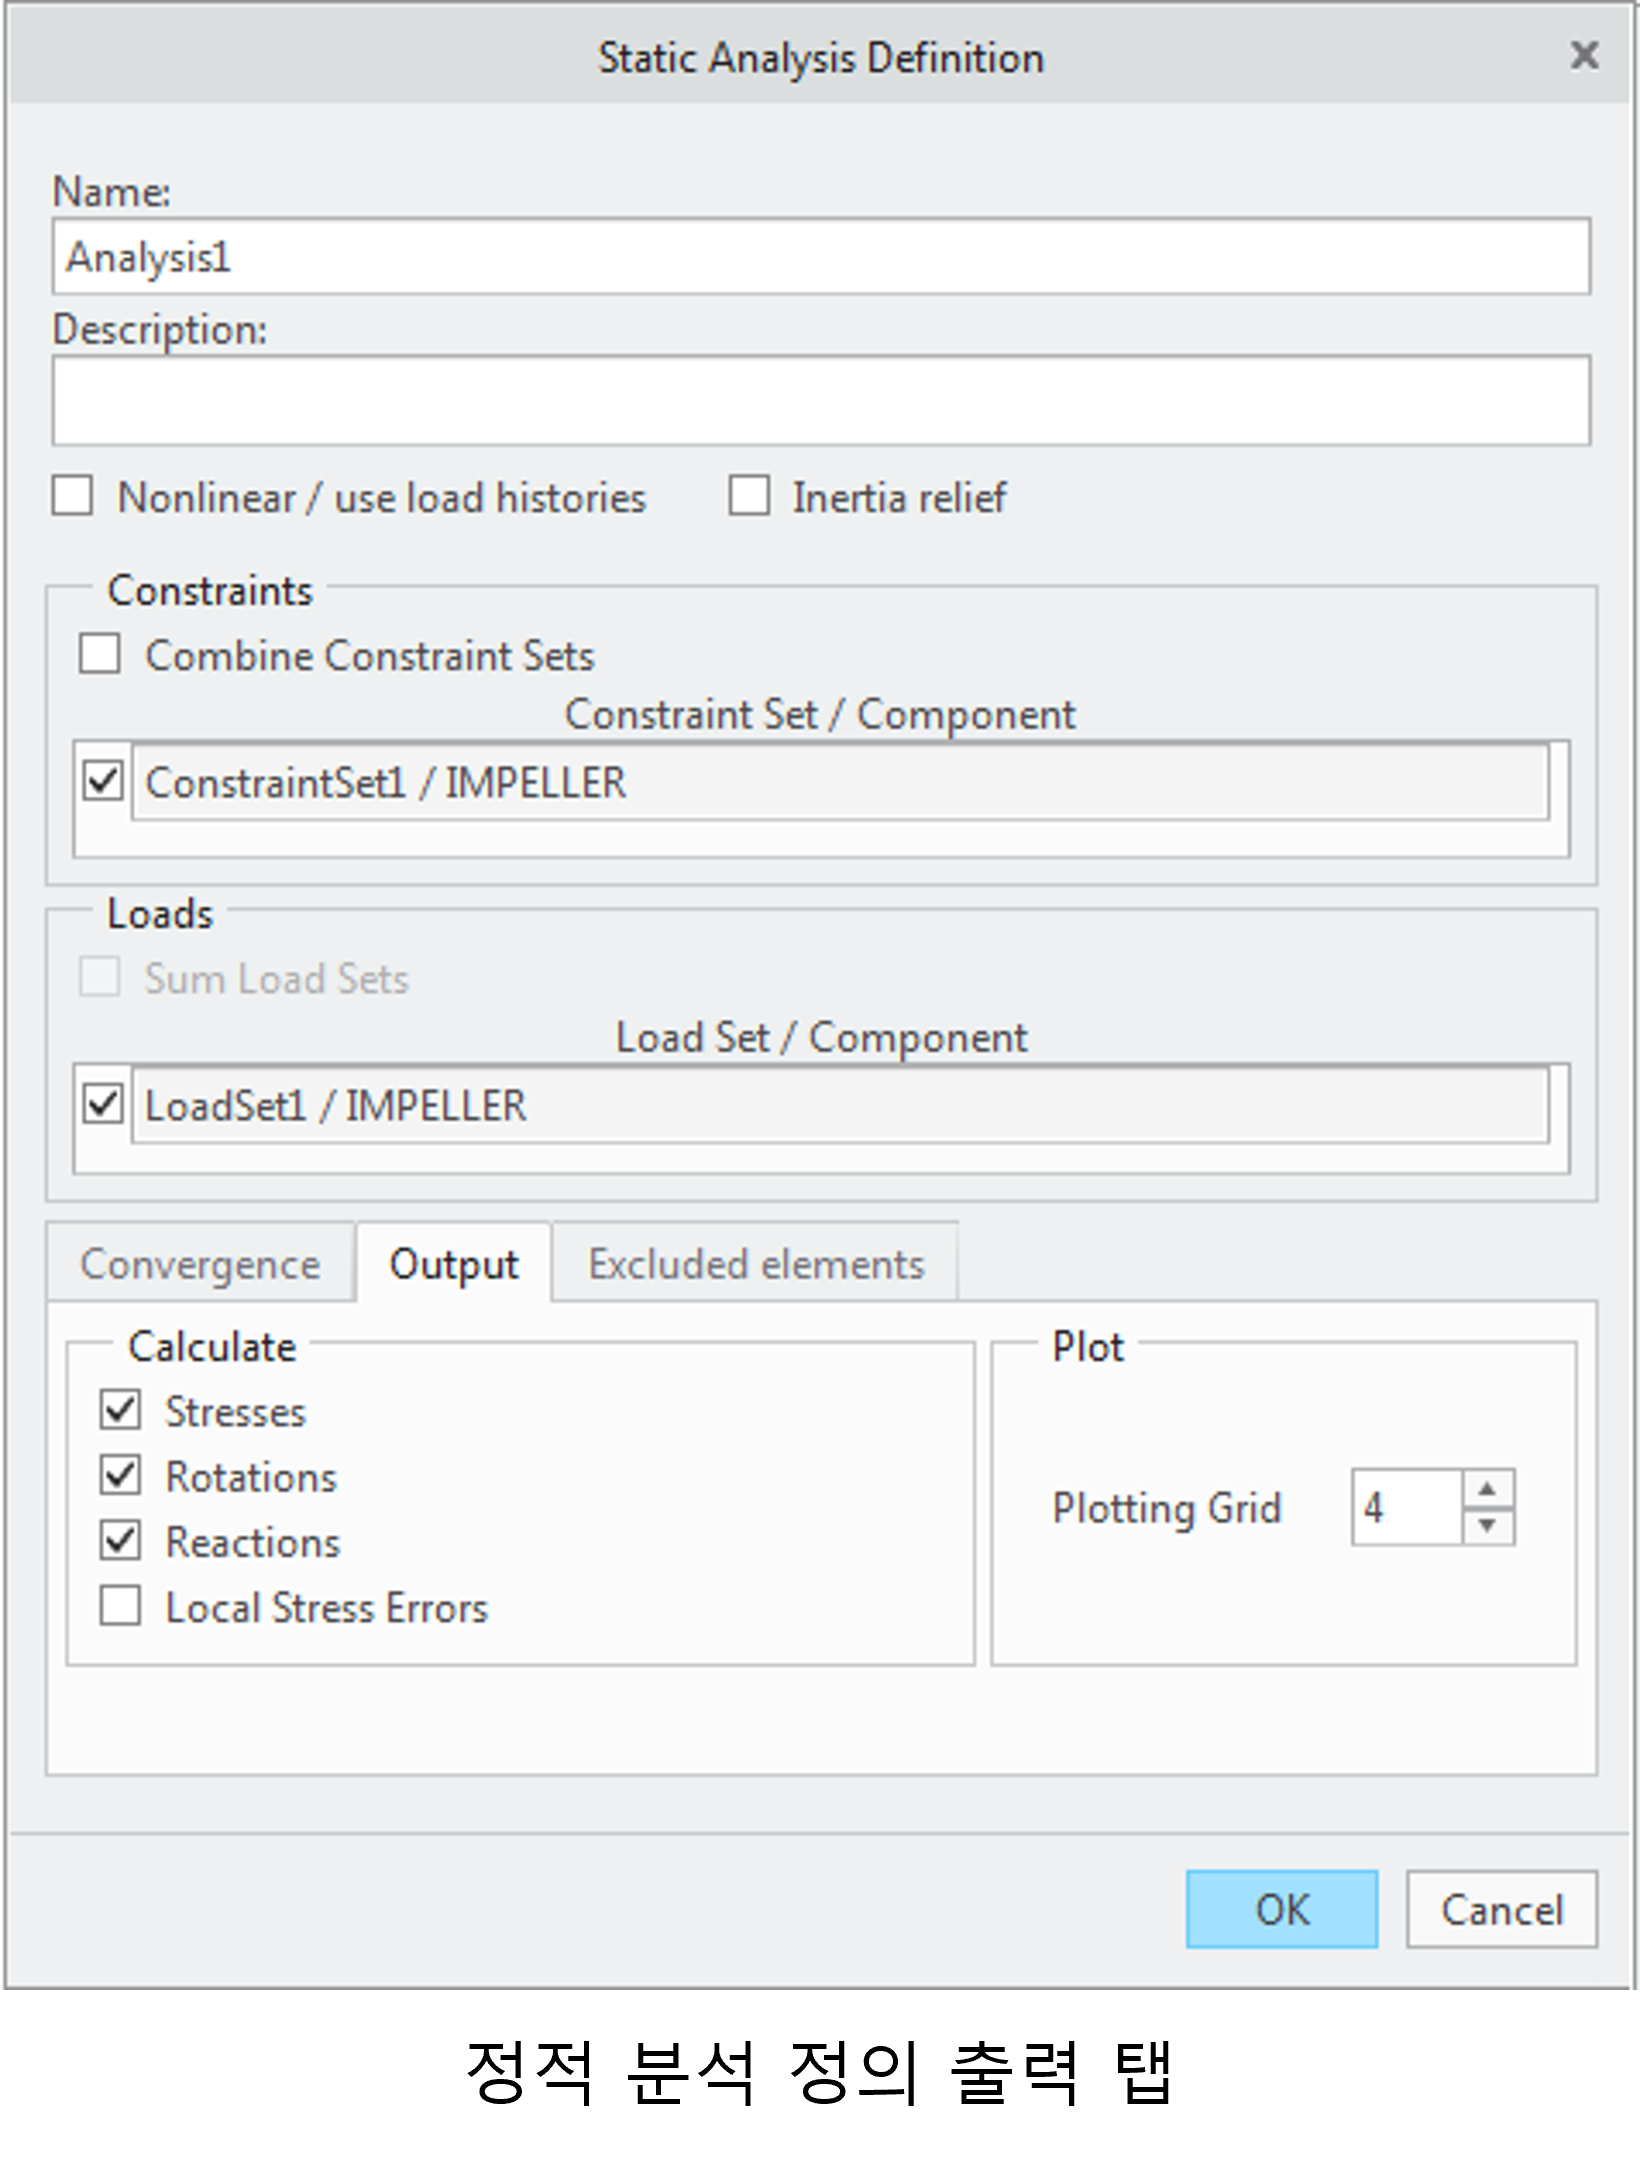 Static Analysis Definition
Name:
Analysis1
Description:
Nonlinear / use load histories Inertia relief
Constraints
Combine Constraint Sets
Constraint Set / Component
ConstraintSet1 / IMPELLER
Loads
Sum Load Sets
Load Set / Component
LoadSet1 / IMPELLER
Convergence Output Excluded elements
Calculate
Stresses
Rotations
Reactions
Local Stress Errors
Plot
Plotting Grid 4
OK Cancel
정적 분석 정의 출력 탭